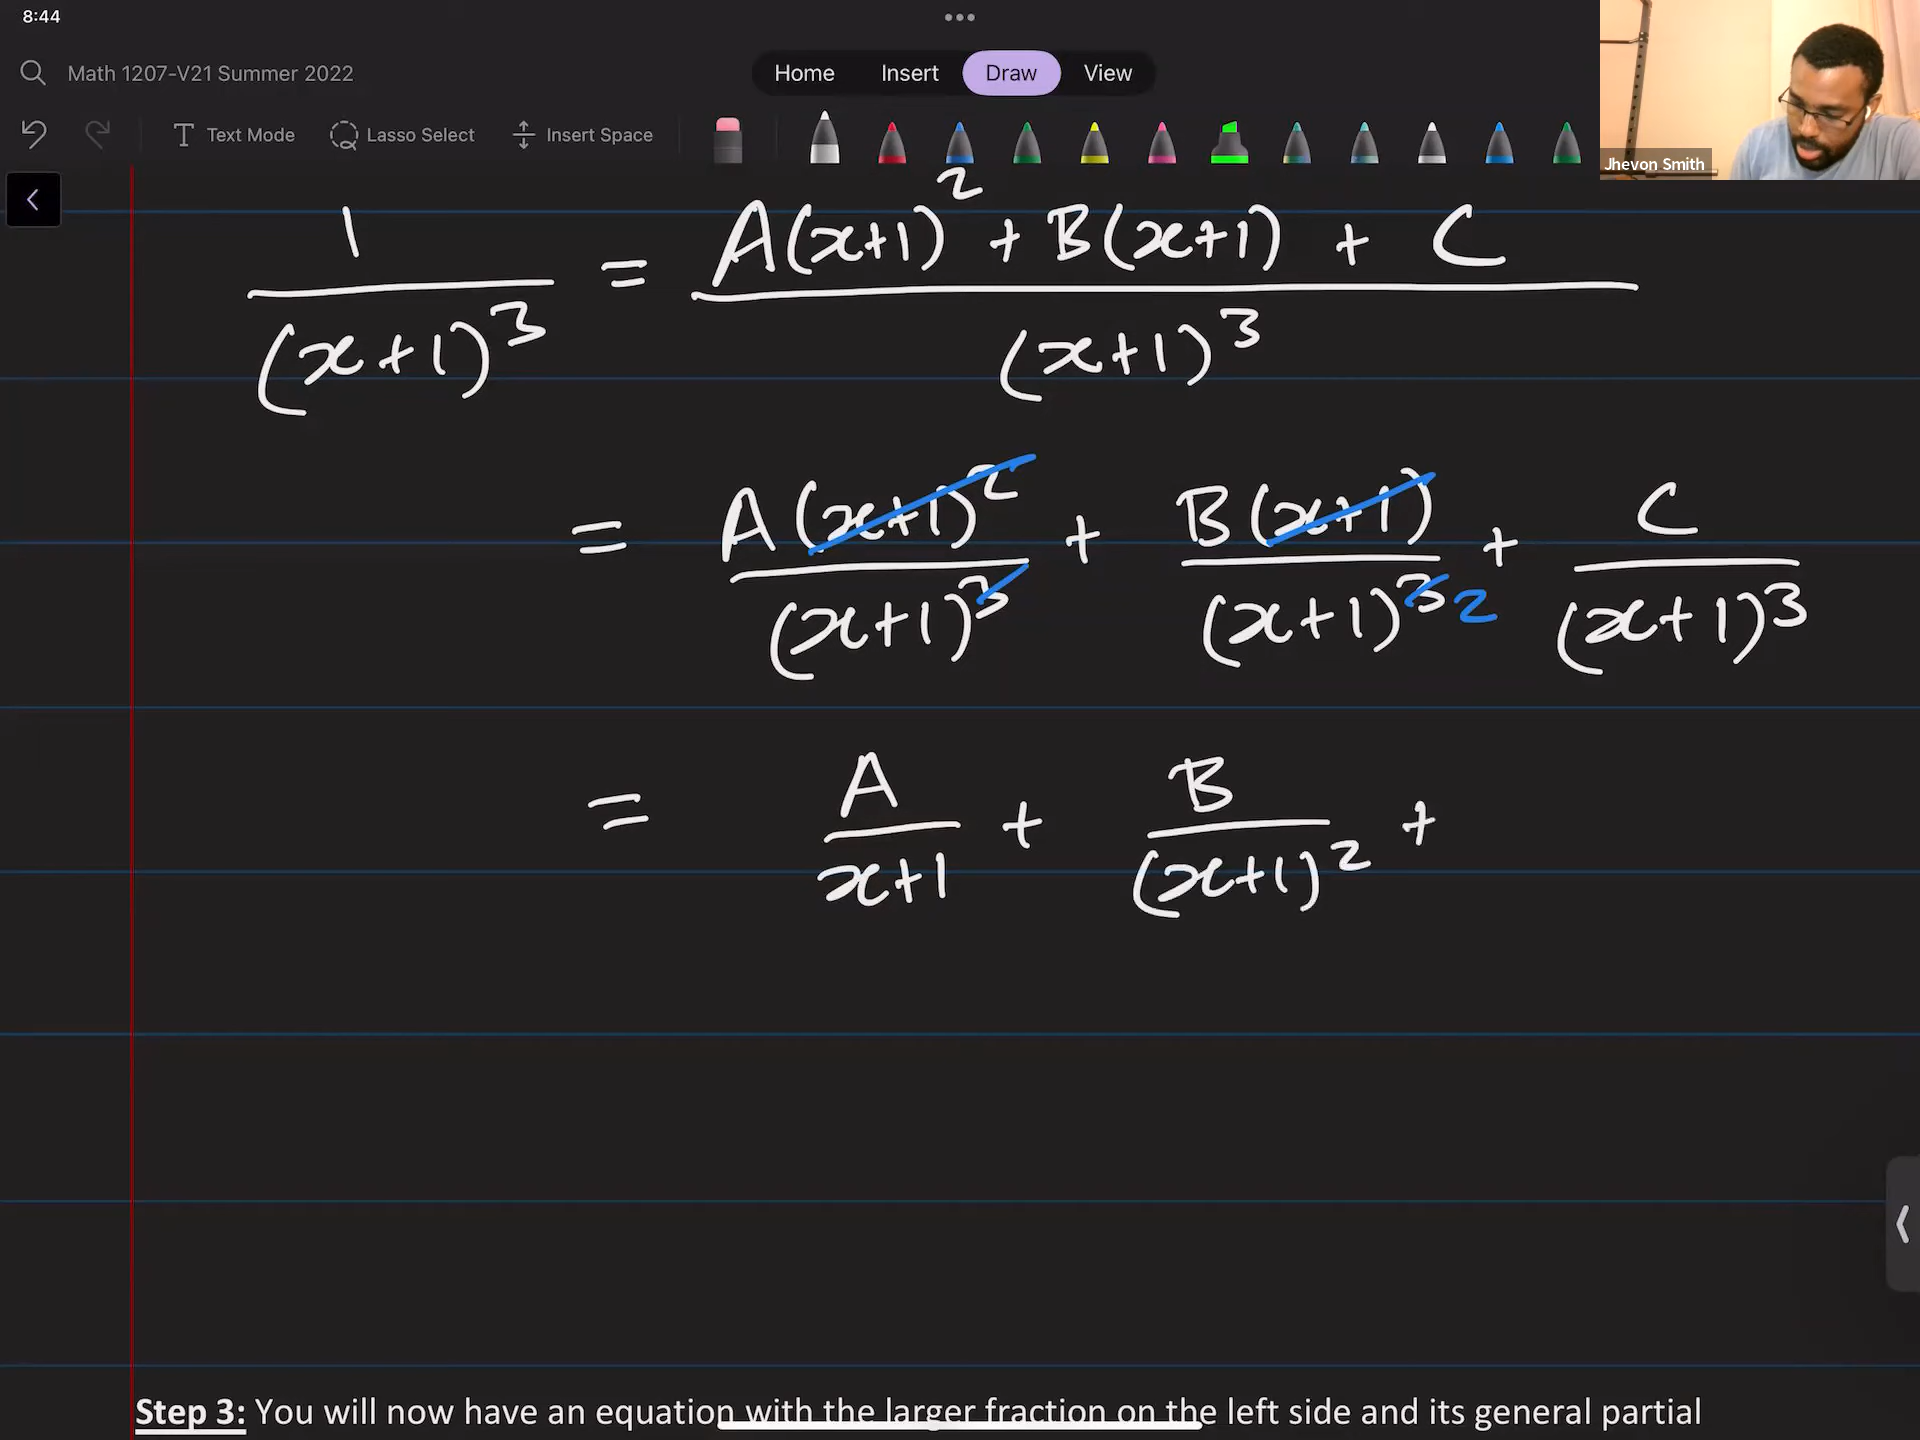 8:44
Math 1207-V21 Summer 2022
Home Insert Draw View
Text Mode Lasso Select Insert Space
Jhevon Smith
1/(x+1)³ = (A(x+1)² + B(x+1) + C)/(x+1)³
= A(x+1)²/(x+1)³ + B(x+1)/(x+1)³ 2 + C/(x+1)³
= A/(x+1) + B/(x+1)² +
Step 3: You will now have an equation with the larger fraction on the left side and its general partial